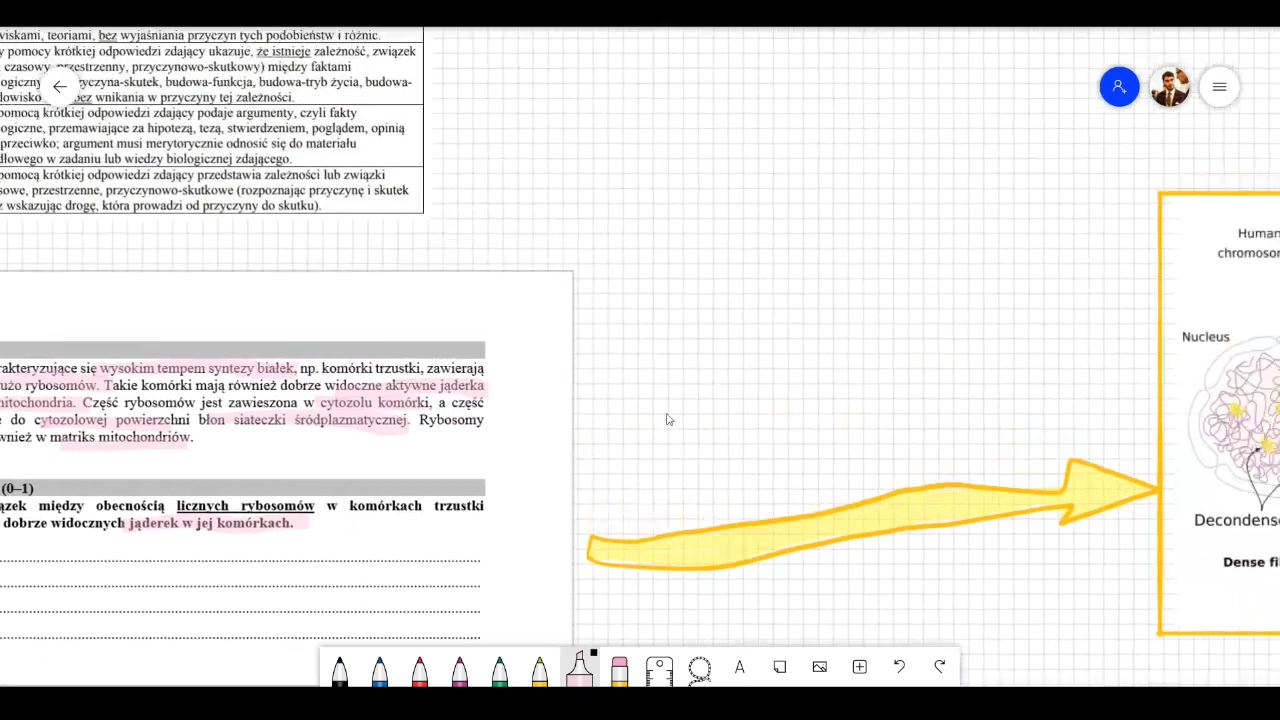 viskami, teoriami, bez wyjaśniania przyczyn tych podobieństw i różnic.
y pomocy krótkiej odpowiedzi zdający ukazuje, że istnieje zależność, związek
czasowy, przestrzenny, przyczynowo-skutkowy) między faktami
ogiczny yczyna-skutek, budowa-funkcja, budowa-tryb życia, budowa-
dowisko bez wnikania w przyczyny tej zależności.
pomocą krótkiej odpowiedzi zdający podaje argumenty, czyli fakty
ogiczne, przemawiające za hipotezą, tezą, stwierdzeniem, poglądem, opinią
przeciwko; argument musi merytorycznie odnosić się do materiału
dłowego w zadaniu lub wiedzy biologicznej zdającego.
pomocą krótkiej odpowiedzi zdający przedstawia zależności lub związki
sowe, przestrzenne, przyczynowo-skutkowe (rozpoznając przyczynę i skutek
z wskazując drogę, która prowadzi od przyczyny do skutku).
rakteryzujące się wysokim tempem syntezy białek, np. komórki trzustki, zawierają
użo rybosomów. Takie komórki mają również dobrze widoczne aktywne jąderka
mitochondria. Część rybosomów jest zawieszona w cytozolu komórki, a część
e do cytozolowej powierzchni błon siateczki śródplazmatycznej. Rybosomy
wnież w matriks mitochondriów.
(0–1)
ązek między obecnością licznych rybosomów w komórkach trzustki
dobrze widocznych jąderek w jej komórkach.
Human
chromosom
Nucleus
Decondens
Dense fi
A